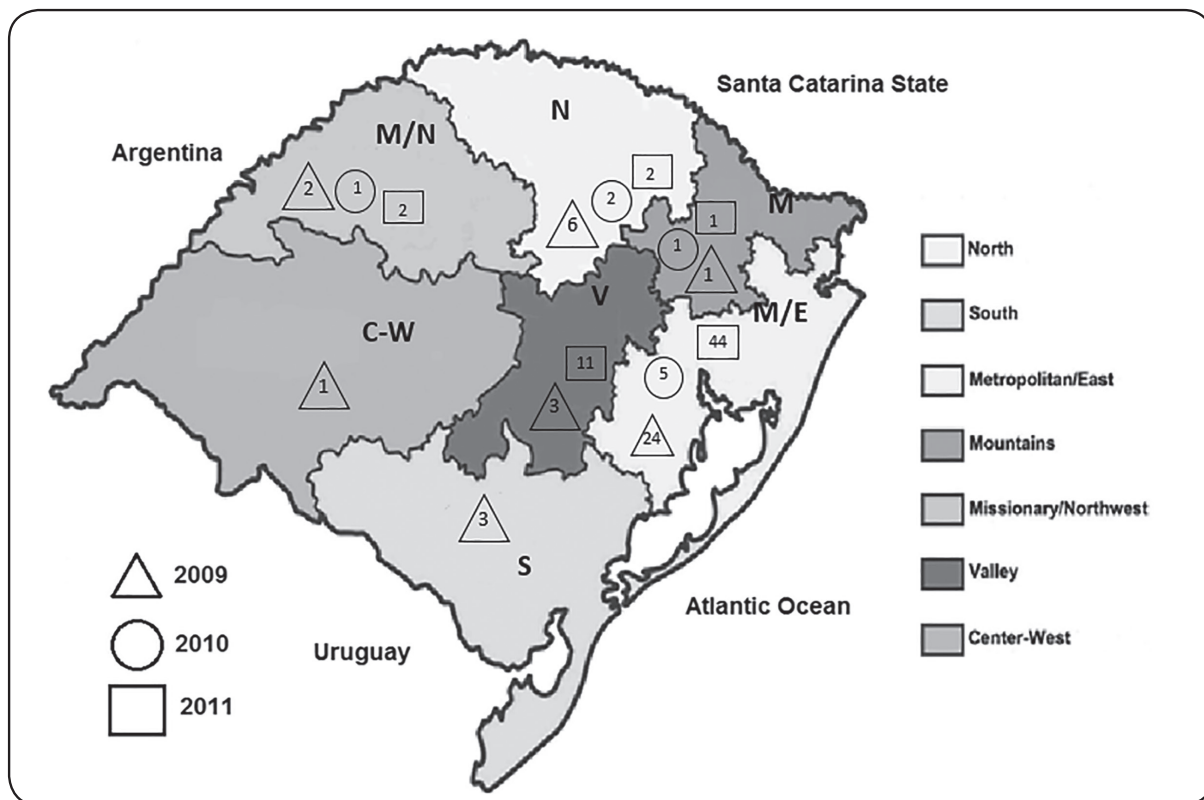 Santa Catarina State
N
M/N
Argentina
2
1
2
2
2
6
M
1
1
1
V
M/E
C-W
44
11
5
1
3
24
3
S
Atlantic Ocean
Uruguay
2009
2010
2011
North
South
Metropolitan/East
Mountains
Missionary/Northwest
Valley
Center-West